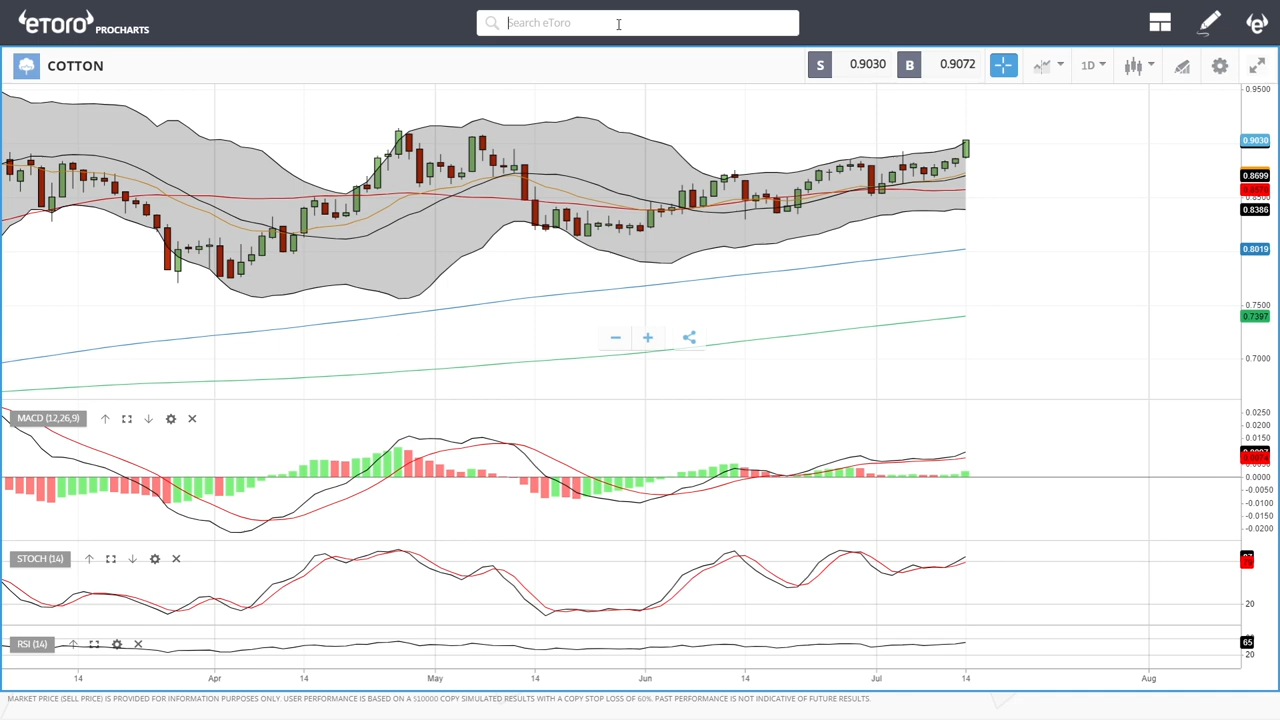 eToro PROCHARTS
Search eToro
COTTON
S 0.9030 B 0.9072
1D
0.9500
0.9030
0.8699
0.8570
0.8500
0.8386
0.8019
0.7500
0.7397
0.7000
MACD (12,26,9)
0.0250
0.0200
0.0150
0.0050
0.0000
-0.0050
-0.0100
-0.0150
-0.0200
STOCH (14)
20
RSI (14)
65
20
14 Apr 14 May 14 Jun 14 Jul 14 Aug
MARKET PRICE (SELL PRICE) IS PROVIDED FOR INFORMATION PURPOSES ONLY. USER PERFORMANCE IS BASED ON A $10000 COPY SIMULATED RESULTS WITH A COPY STOP LOSS OF 60%. PAST PERFORMANCE IS NOT INDICATIVE OF FUTURE RESULTS.